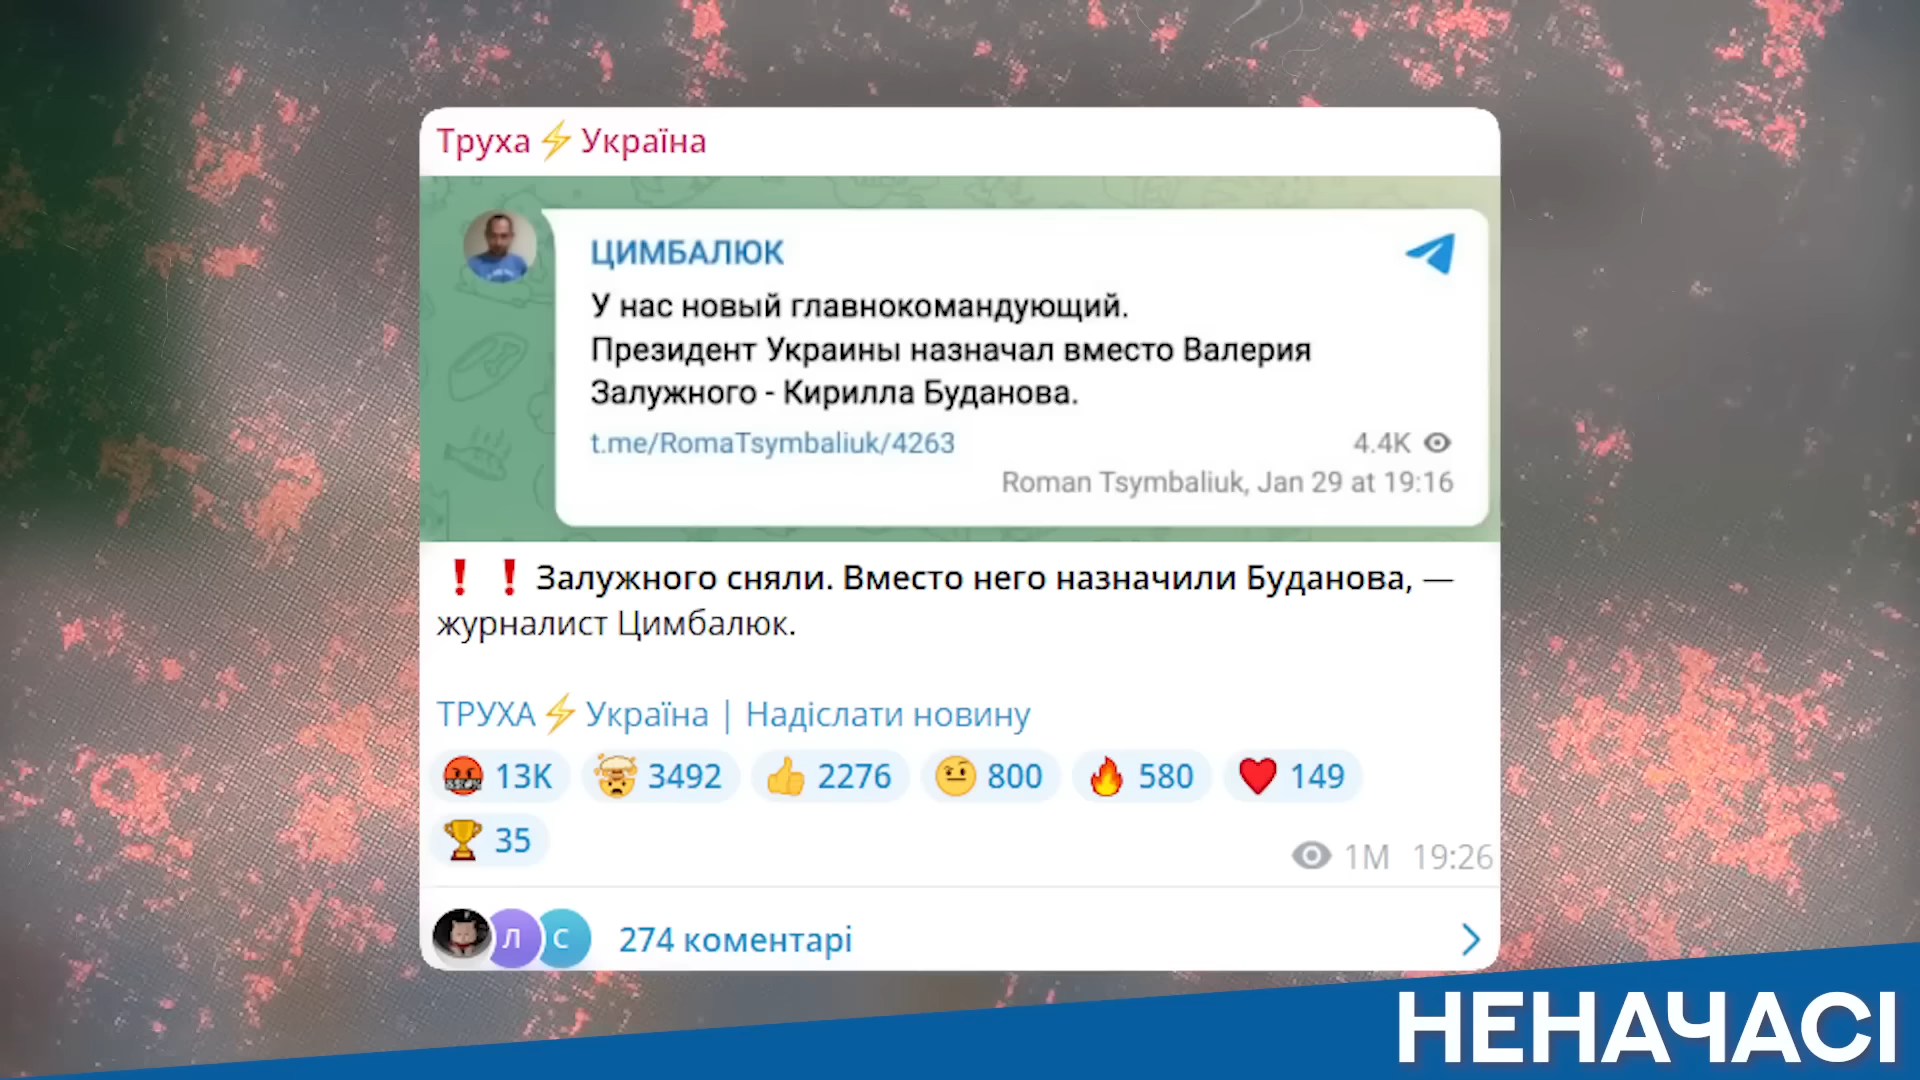 Труха⚡Україна
ЦИМБАЛЮК
У нас новый главнокомандующий.
Президент Украины назначал вместо Валерия
Залужного - Кирилла Буданова.
t.me/RomaTsymbaliuk/4263
4.4K
Roman Tsymbaliuk, Jan 29 at 19:16
❗❗Залужного сняли. Вместо него назначили Буданова, —
журналист Цимбалюк.
ТРУХА⚡Україна | Надіслати новину
🤬 13K 🤯 3492 👍 2276 🤨 800 🔥 580 ❤️ 149
🏆 35
1M 19:26
Л С 274 коментарі
НЕНАЧАСІ